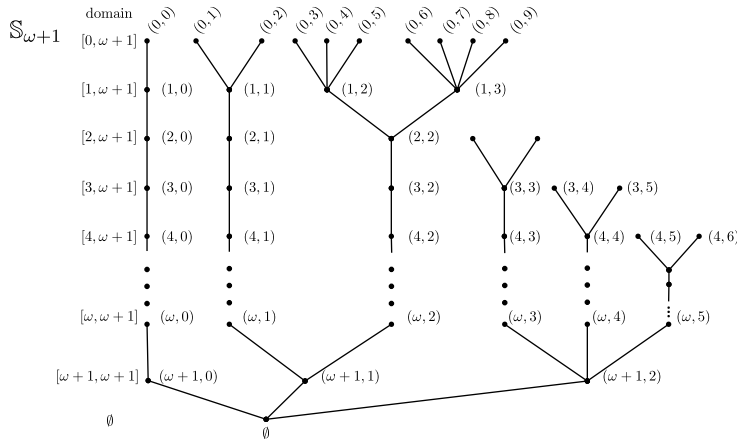 domain
(0, 0) (0, 1) (0, 2) (0, 3) (0, 4) (0, 5) (0, 6) (0, 7) (0, 8) (0, 9)
𝕊ω+1
[0, ω + 1]
[1, ω + 1] (1, 0) (1, 1) (1, 2) (1, 3)
[2, ω + 1] (2, 0) (2, 1) (2, 2)
[3, ω + 1] (3, 0) (3, 1) (3, 2) (3, 3) (3, 4) (3, 5)
[4, ω + 1] (4, 0) (4, 1) (4, 2) (4, 3) (4, 4) (4, 5) (4, 6)
[ω, ω + 1] (ω, 0) (ω, 1) (ω, 2) (ω, 3) (ω, 4) (ω, 5)
[ω + 1, ω + 1] (ω + 1, 0) (ω + 1, 1) (ω + 1, 2)
∅
∅